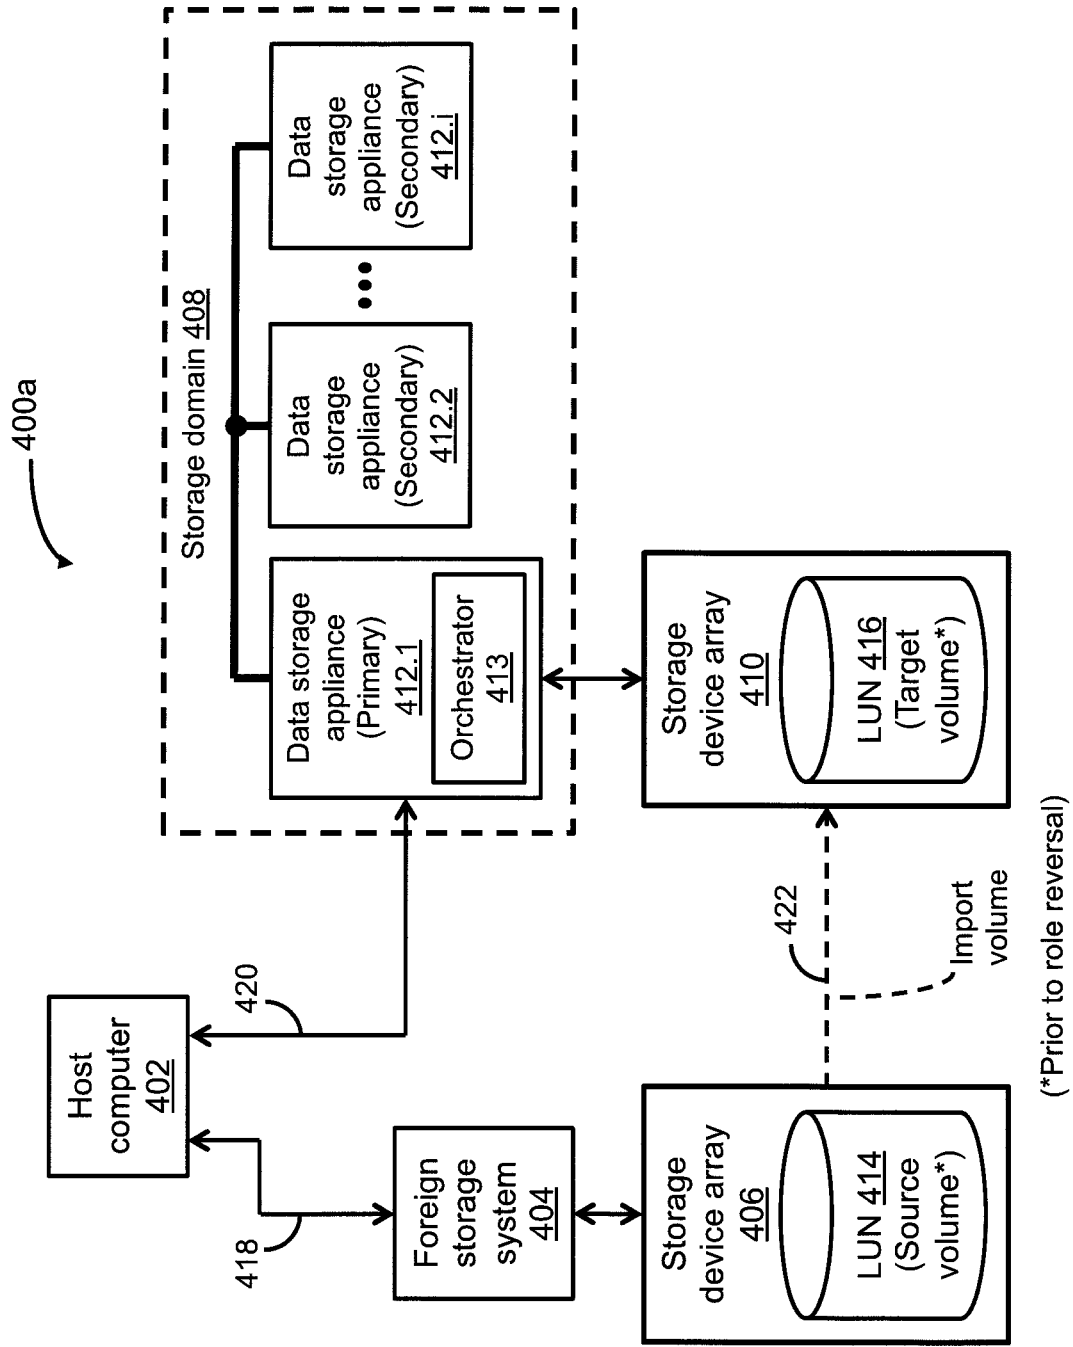 400a
Host
computer
402
418
420
Foreign
storage
system
404
Storage domain 408
Data storage
appliance
(Primary)
412.1
Orchestrator
413
Data
storage
appliance
(Secondary)
412.2
•••
Data
storage
appliance
(Secondary)
412.i
Storage
device array
406
LUN 414
(Source
volume*)
422
Import
volume
Storage
device array
410
LUN 416
(Target
volume*)
(*Prior to role reversal)